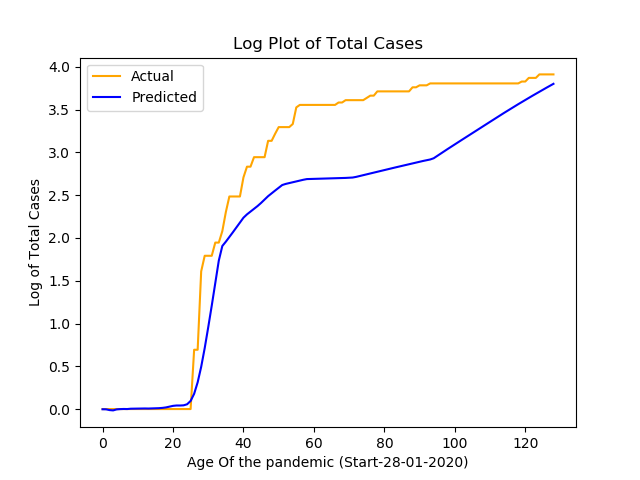 Log Plot of Total Cases
Actual
Predicted
4.0
3.5
3.0
2.5
2.0
1.5
1.0
0.5
0.0
Log of Total Cases
0 20 40 60 80 100 120
Age Of the pandemic (Start-28-01-2020)